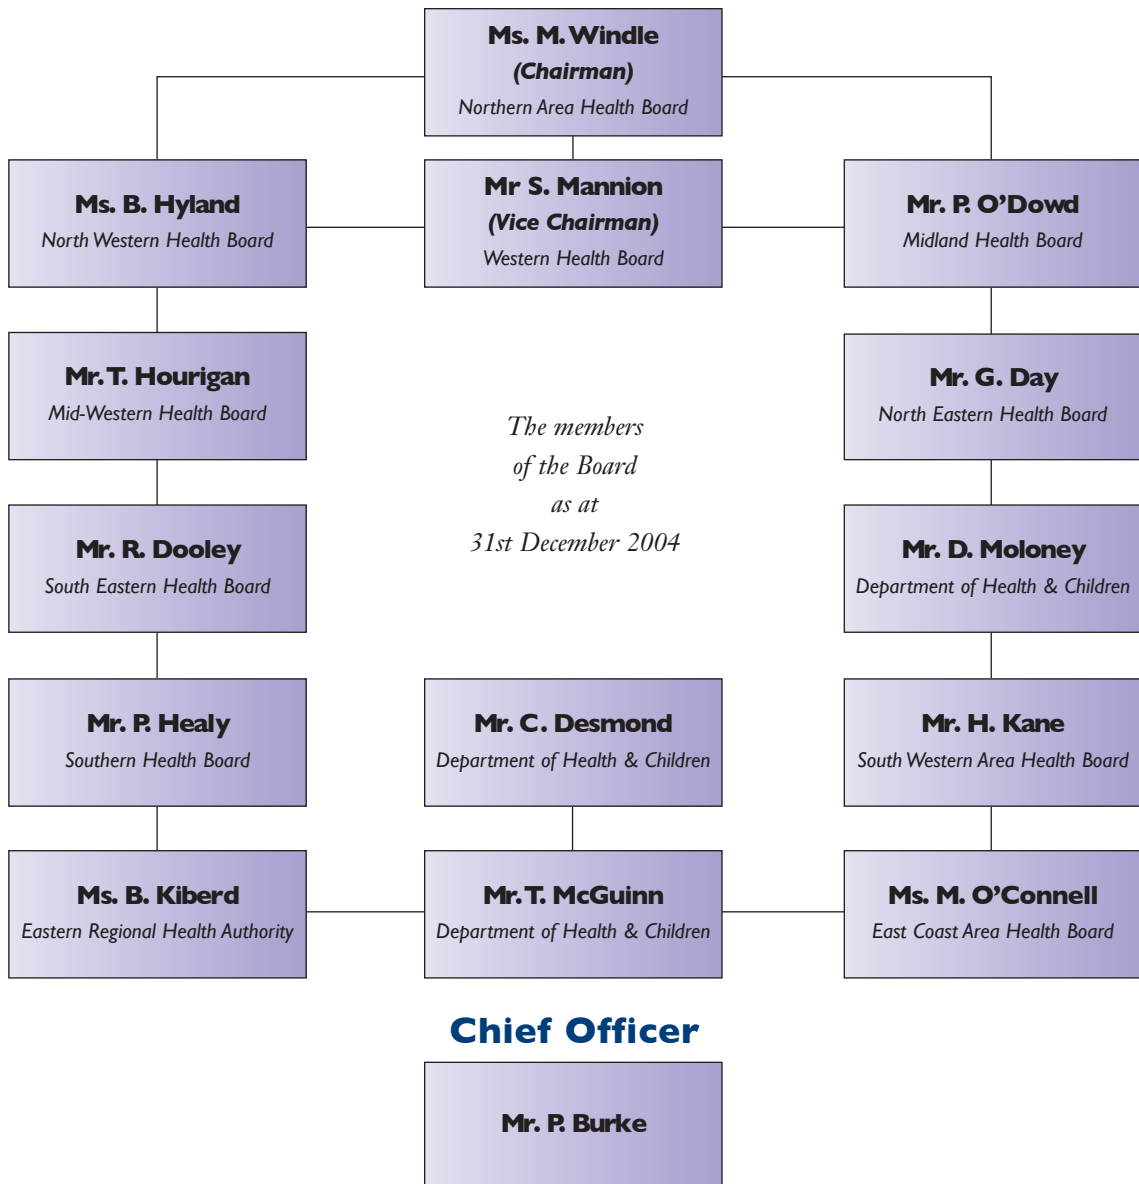 Ms. M. Windle
(Chairman)
Northern Area Health Board
Ms. B. Hyland
North Western Health Board
Mr S. Mannion
(Vice Chairman)
Western Health Board
Mr. P. O’Dowd
Midland Health Board
Mr. T. Hourigan
Mid-Western Health Board
The members
of the Board
as at
31st December 2004
Mr. G. Day
North Eastern Health Board
Mr. R. Dooley
South Eastern Health Board
Mr. D. Moloney
Department of Health & Children
Mr. P. Healy
Southern Health Board
Mr. C. Desmond
Department of Health & Children
Mr. H. Kane
South Western Area Health Board
Ms. B. Kiberd
Eastern Regional Health Authority
Mr. T. McGuinn
Department of Health & Children
Ms. M. O’Connell
East Coast Area Health Board
Chief Officer
Mr. P. Burke